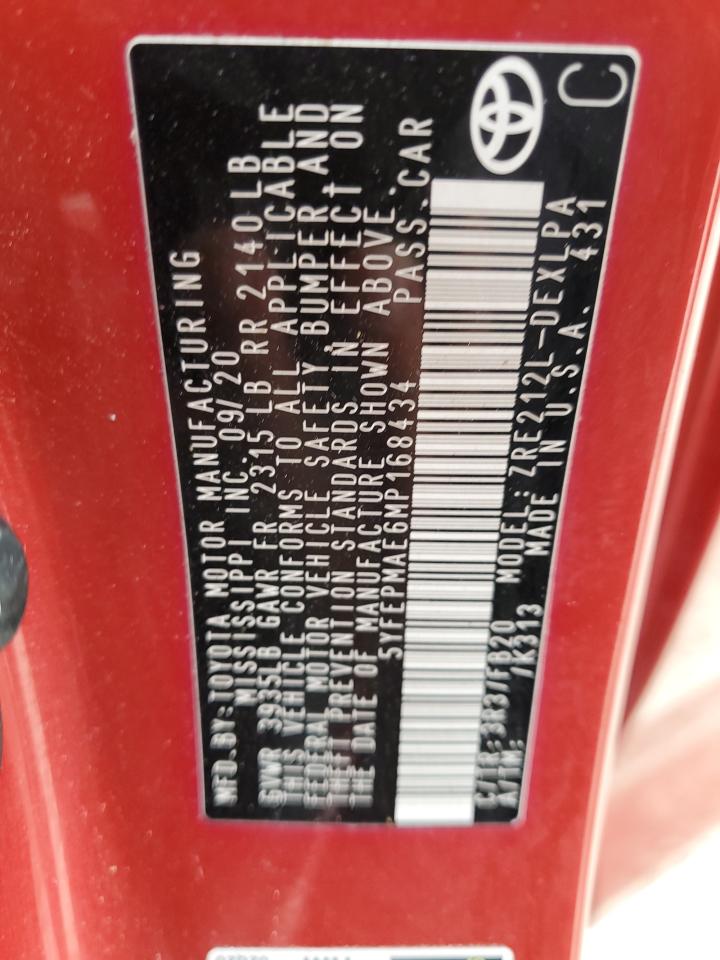 MFD.BY:TOYOTA MOTOR MANUFACTURING
MISSISSIPPI INC. 09/20
GVWR 3935LB GAWR FR 2315 LB RR 2140 LB
THIS VEHICLE CONFORMS TO ALL APPLICABLE
FEDERAL MOTOR VEHICLE SAFETY, BUMPER, AND
THEFT PREVENTION STANDARDS IN EFFECT ON
THE DATE OF MANUFACTURE SHOWN ABOVE.
5YFEPMAE6MP168434 PASS.CAR
C/TR: 3R3/FB20 MODEL: ZRE212L-DEXLPA
A/TM: /K313 MADE IN U.S.A. 431
C